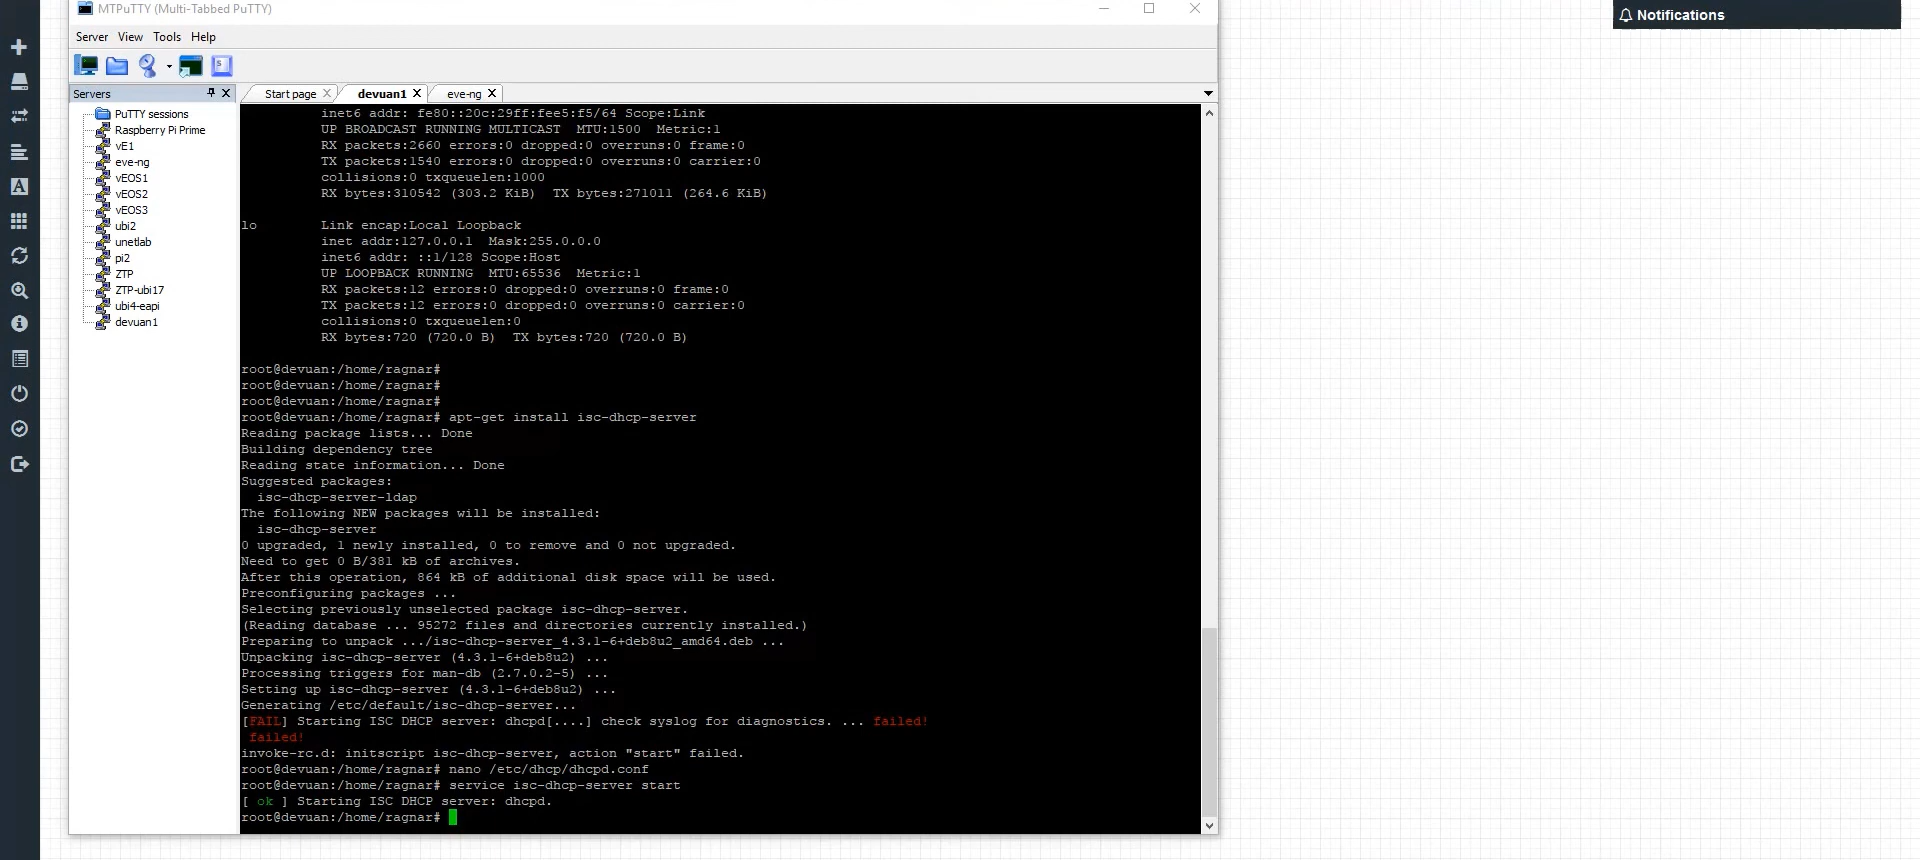 MTPuTTY (Multi-Tabbed PuTTY)
Notifications
Server View Tools Help
Servers
Start page
devuan1
eve-ng
PuTTY sessions
Raspberry Pi Prime
vE1
eve-ng
vEOS1
vEOS2
vEOS3
ubi2
unetlab
pi2
ZTP
ZTP-ubi17
ubi4-eapi
devuan1
inet6 addr: fe80::20c:29ff:fee5:f5/64 Scope:Link
UP BROADCAST RUNNING MULTICAST  MTU:1500  Metric:1
RX packets:2660 errors:0 dropped:0 overruns:0 frame:0
TX packets:1540 errors:0 dropped:0 overruns:0 carrier:0
collisions:0 txqueuelen:1000
RX bytes:310542 (303.2 KiB)  TX bytes:271011 (264.6 KiB)
lo        Link encap:Local Loopback
inet addr:127.0.0.1  Mask:255.0.0.0
inet6 addr: ::1/128 Scope:Host
UP LOOPBACK RUNNING  MTU:65536  Metric:1
RX packets:12 errors:0 dropped:0 overruns:0 frame:0
TX packets:12 errors:0 dropped:0 overruns:0 carrier:0
collisions:0 txqueuelen:0
RX bytes:720 (720.0 B)  TX bytes:720 (720.0 B)
root@devuan:/home/ragnar#
root@devuan:/home/ragnar#
root@devuan:/home/ragnar#
root@devuan:/home/ragnar# apt-get install isc-dhcp-server
Reading package lists... Done
Building dependency tree
Reading state information... Done
Suggested packages:
isc-dhcp-server-ldap
The following NEW packages will be installed:
isc-dhcp-server
0 upgraded, 1 newly installed, 0 to remove and 0 not upgraded.
Need to get 0 B/381 kB of archives.
After this operation, 864 kB of additional disk space will be used.
Preconfiguring packages ...
Selecting previously unselected package isc-dhcp-server.
(Reading database ... 95272 files and directories currently installed.)
Preparing to unpack .../isc-dhcp-server_4.3.1-6+deb8u2_amd64.deb ...
Unpacking isc-dhcp-server (4.3.1-6+deb8u2) ...
Processing triggers for man-db (2.7.0.2-5) ...
Setting up isc-dhcp-server (4.3.1-6+deb8u2) ...
Generating /etc/default/isc-dhcp-server...
[FAIL] Starting ISC DHCP server: dhcpd[....] check syslog for diagnostics. ... failed!
failed!
invoke-rc.d: initscript isc-dhcp-server, action "start" failed.
root@devuan:/home/ragnar# nano /etc/dhcp/dhcpd.conf
root@devuan:/home/ragnar# service isc-dhcp-server start
[ ok ] Starting ISC DHCP server: dhcpd.
root@devuan:/home/ragnar#